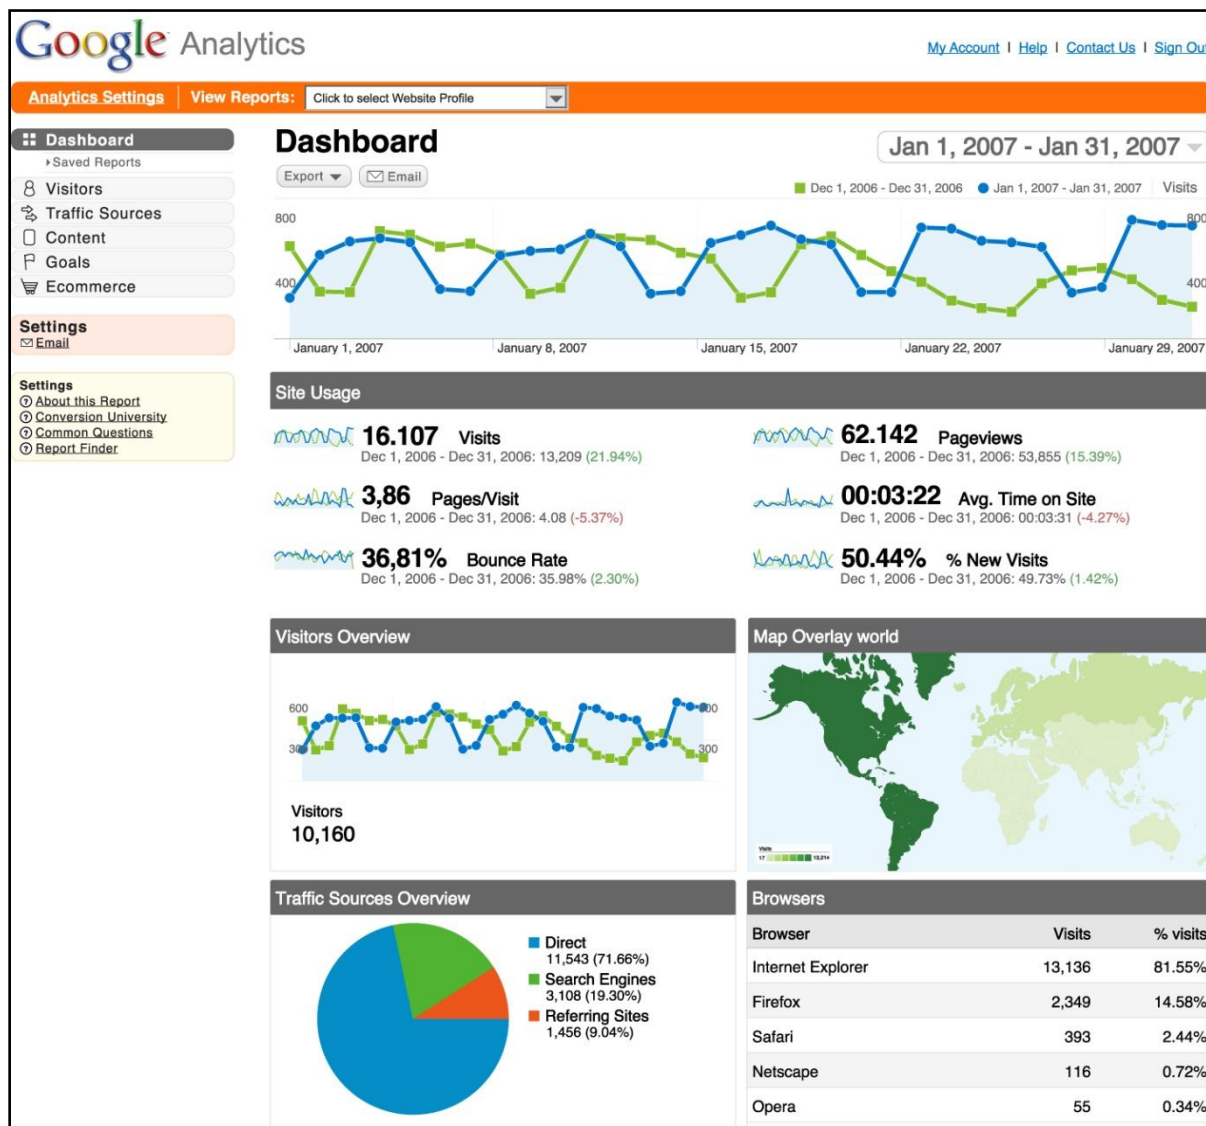 Google Analytics
My Account | Help | Contact Us | Sign Out
Analytics Settings | View Reports: Click to select Website Profile
Dashboard
Saved Reports
Visitors
Traffic Sources
Content
Goals
Ecommerce
Settings
Email
Settings
About this Report
Conversion University
Common Questions
Report Finder
Dashboard
Jan 1, 2007 - Jan 31, 2007
Export
Email
Dec 1, 2006 - Dec 31, 2006 Jan 1, 2007 - Jan 31, 2007 Visits
800 800
400 400
January 1, 2007 January 8, 2007 January 15, 2007 January 22, 2007 January 29, 2007
Site Usage
16.107 Visits
Dec 1, 2006 - Dec 31, 2006: 13,209 (21.94%)
62.142 Pageviews
Dec 1, 2006 - Dec 31, 2006: 53,855 (15.39%)
3,86 Pages/Visit
Dec 1, 2006 - Dec 31, 2006: 4.08 (-5.37%)
00:03:22 Avg. Time on Site
Dec 1, 2006 - Dec 31, 2006: 00:03:31 (-4.27%)
36,81% Bounce Rate
Dec 1, 2006 - Dec 31, 2006: 35.98% (2.30%)
50.44% % New Visits
Dec 1, 2006 - Dec 31, 2006: 49.73% (1.42%)
Visitors Overview
600 600
300 300
Visitors
10,160
Map Overlay world
Visits
17 13,214
Traffic Sources Overview
Direct
11,543 (71.66%)
Search Engines
3,108 (19.30%)
Referring Sites
1,456 (9.04%)
Browsers
Browser Visits % visits
Internet Explorer 13,136 81.55%
Firefox 2,349 14.58%
Safari 393 2.44%
Netscape 116 0.72%
Opera 55 0.34%